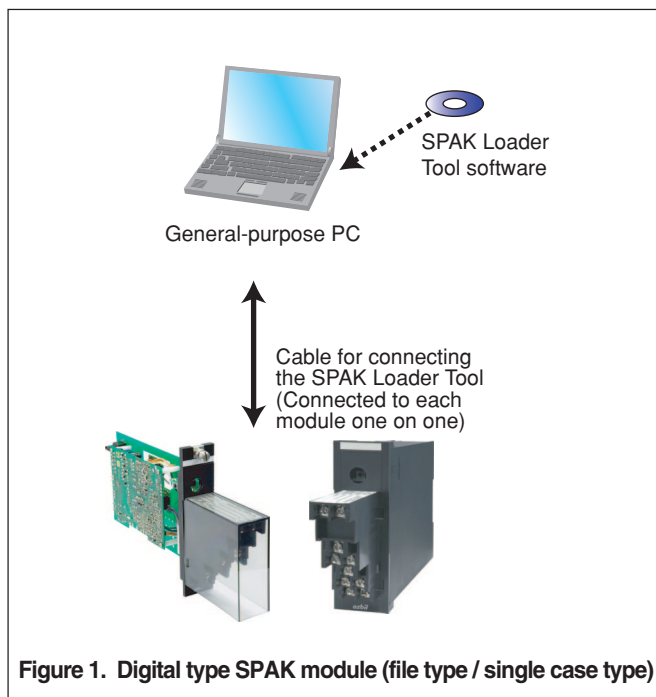 SPAK Loader
Tool software
General-purpose PC
Cable for connecting
the SPAK Loader Tool
(Connected to each
module one on one)
azbil
Figure 1. Digital type SPAK module (file type / single case type)